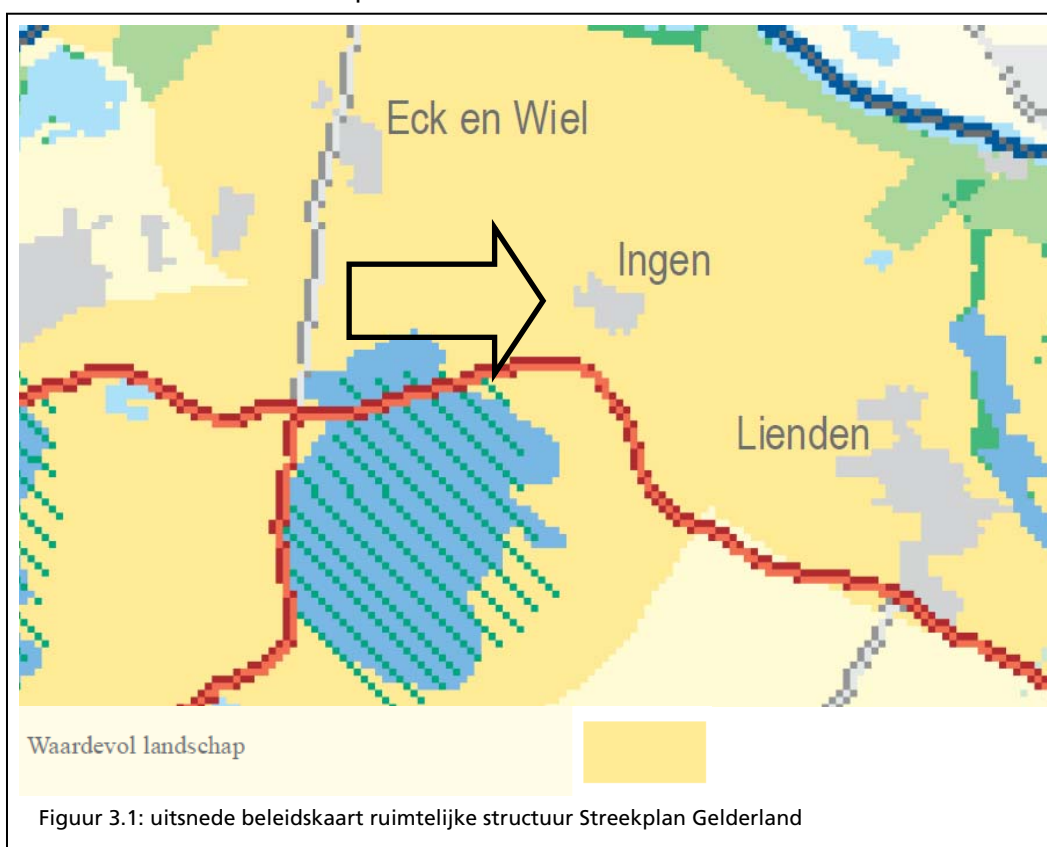 Eck en Wiel
Ingen
Lienden
Waardevol landschap
Figuur 3.1: uitsnede beleidskaart ruimtelijke structuur Streekplan Gelderland